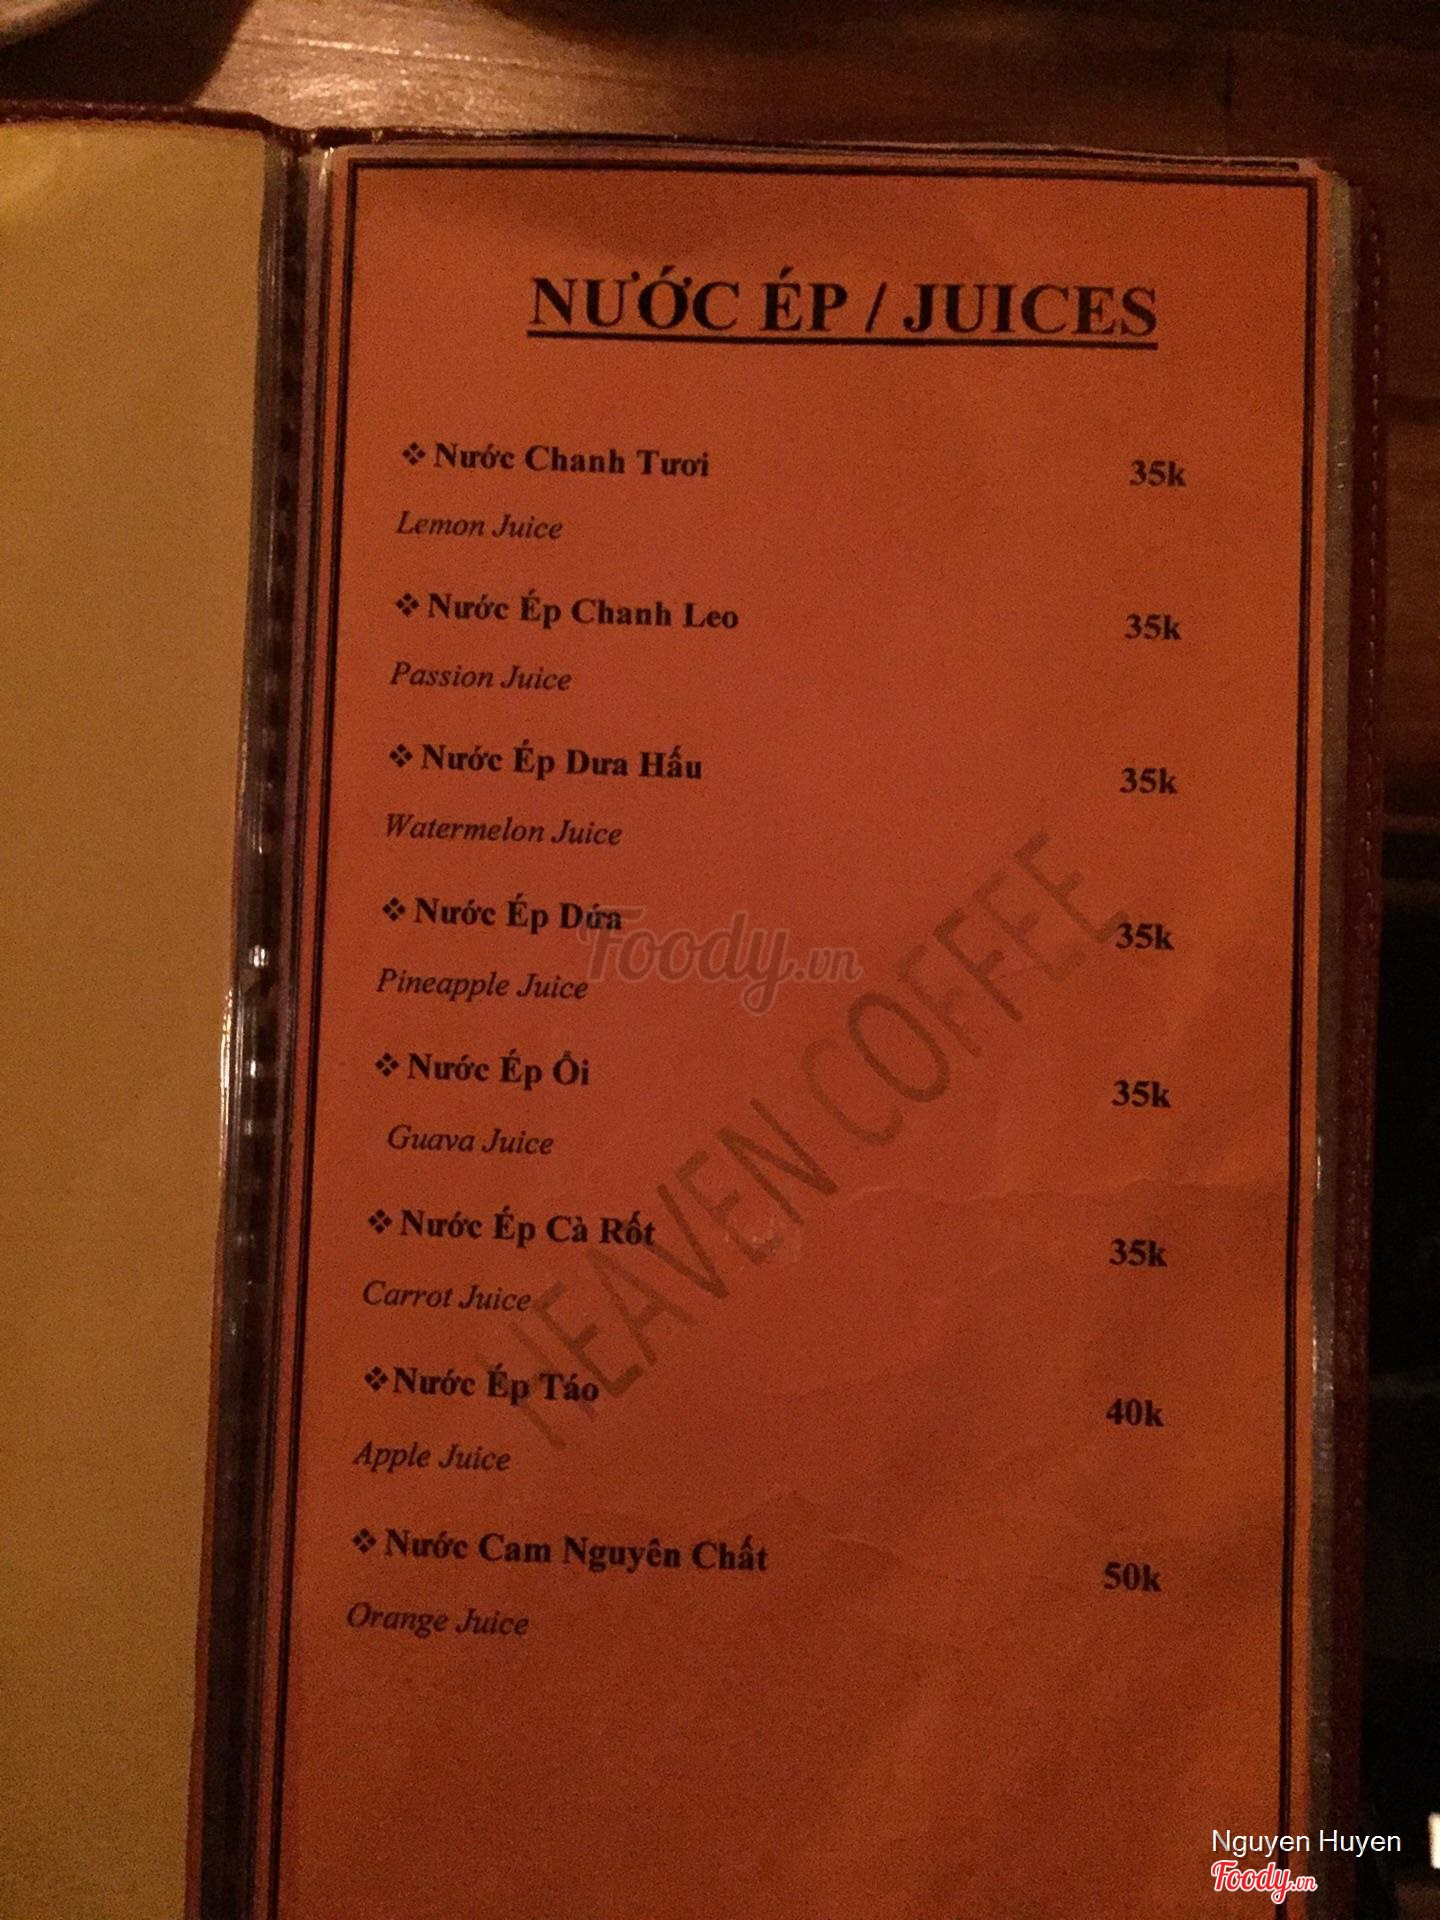 NƯỚC ÉP / JUICES
❖ Nước Chanh Tươi 35k
Lemon Juice
❖ Nước Ép Chanh Leo 35k
Passion Juice
❖ Nước Ép Dưa Hấu 35k
Watermelon Juice
❖ Nước Ép Dứa 35k
Pineapple Juice
❖ Nước Ép Ổi 35k
Guava Juice
❖ Nước Ép Cà Rốt 35k
Carrot Juice
❖ Nước Ép Táo 40k
Apple Juice
❖ Nước Cam Nguyên Chất 50k
Orange Juice
HEAVEN COFFEE
Foody.vn
Nguyen Huyen
Foody.vn